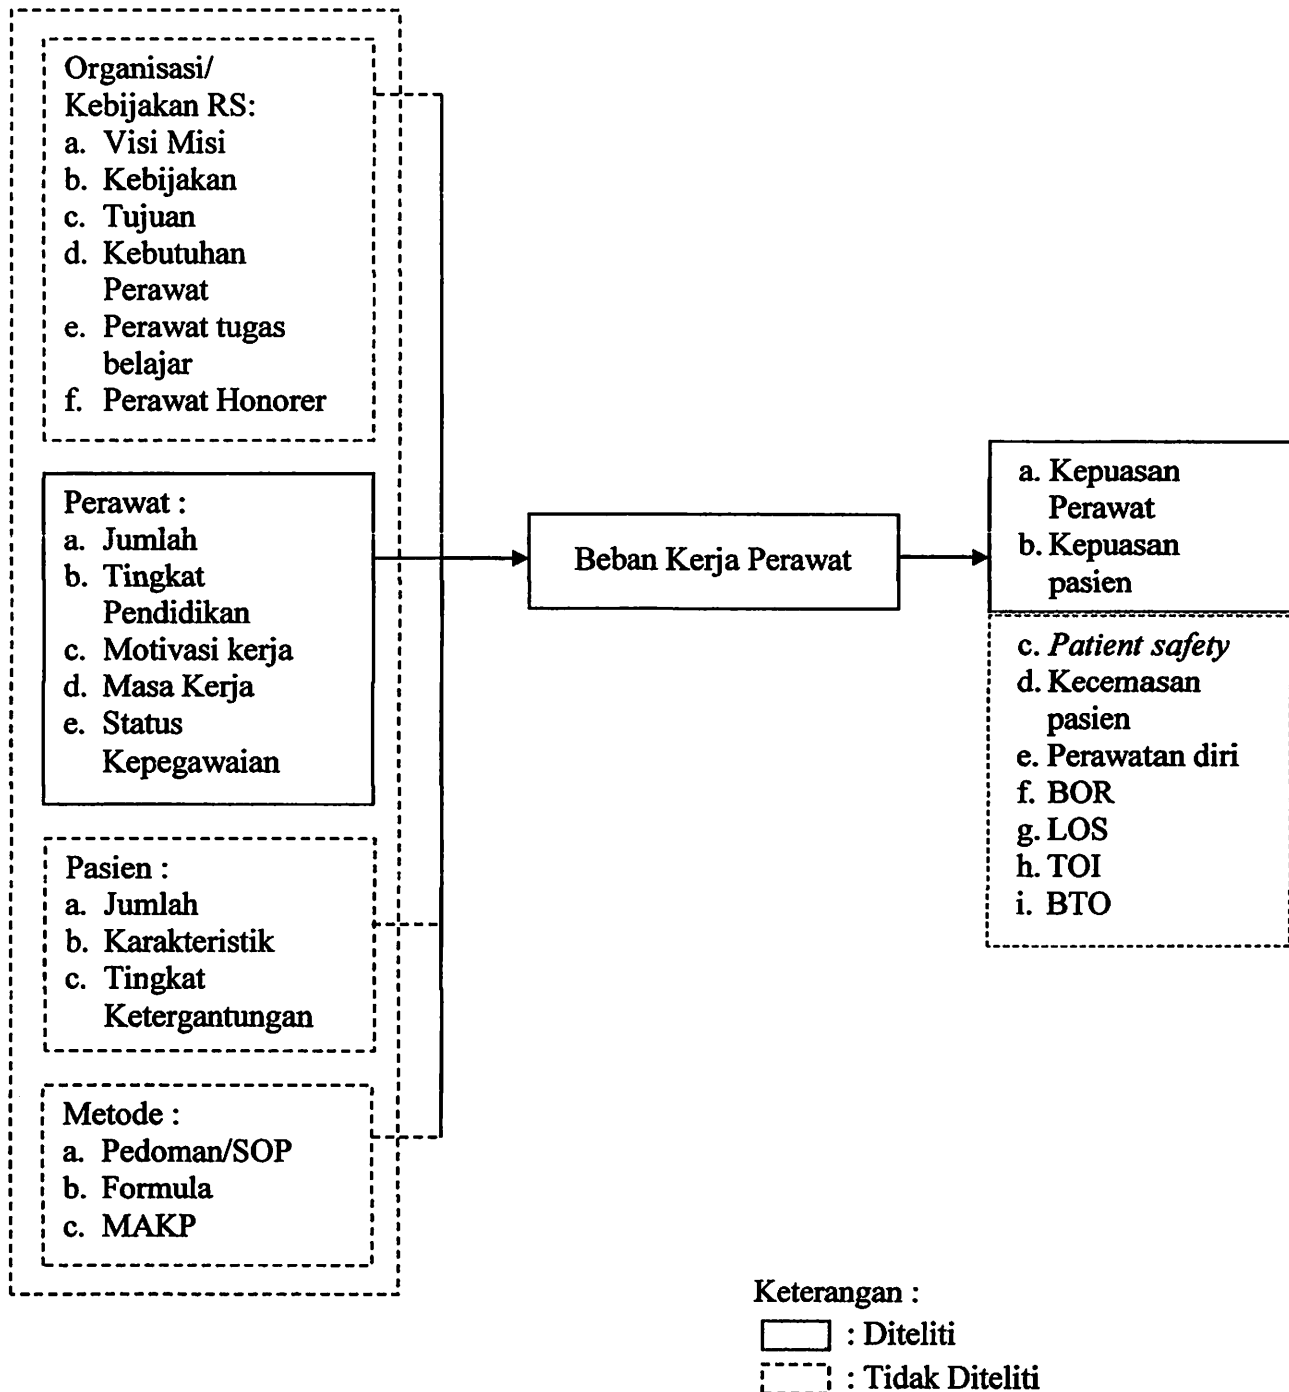 Organisasi/
Kebijakan RS:
a. Visi Misi
b. Kebijakan
c. Tujuan
d. Kebutuhan
Perawat
e. Perawat tugas
belajar
f. Perawat Honorer
Perawat :
a. Jumlah
b. Tingkat
Pendidikan
c. Motivasi kerja
d. Masa Kerja
e. Status
Kepegawaian
Pasien :
a. Jumlah
b. Karakteristik
c. Tingkat
Ketergantungan
Metode :
a. Pedoman/SOP
b. Formula
c. MAKP
Beban Kerja Perawat
a. Kepuasan
Perawat
b. Kepuasan
pasien
c. Patient safety
d. Kecemasan
pasien
e. Perawatan diri
f. BOR
g. LOS
h. TOI
i. BTO
Keterangan :
: Diteliti
: Tidak Diteliti